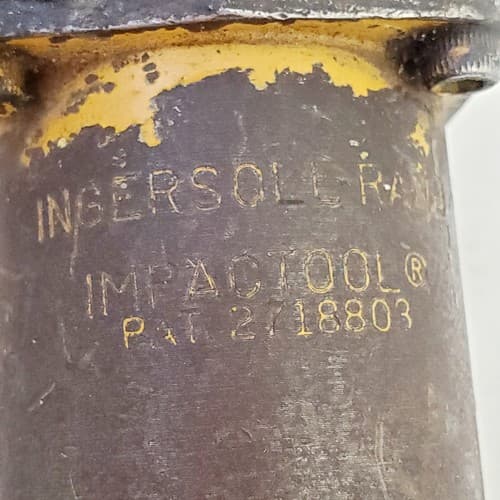 INGERSOLL RAND
IMPACTOOL®
PAT 2718803